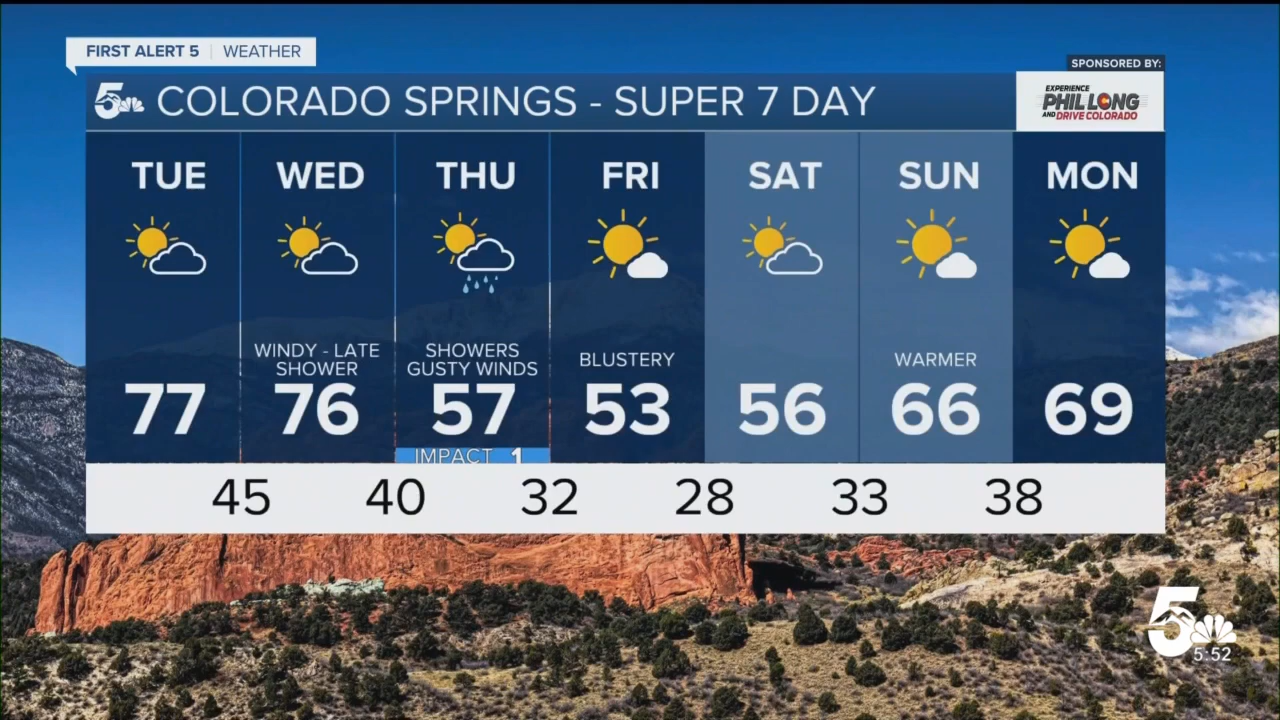 FIRST ALERT 5 | WEATHER
SPONSORED BY:
5 COLORADO SPRINGS - SUPER 7 DAY
EXPERIENCE
PHIL LONG
AND DRIVE COLORADO
TUE WED THU FRI SAT SUN MON
WINDY - LATE SHOWERS
SHOWER GUSTY WINDS BLUSTERY WARMER
77 76 57 53 56 66 69
IMPACT 1
45 40 32 28 33 38
5
5:52